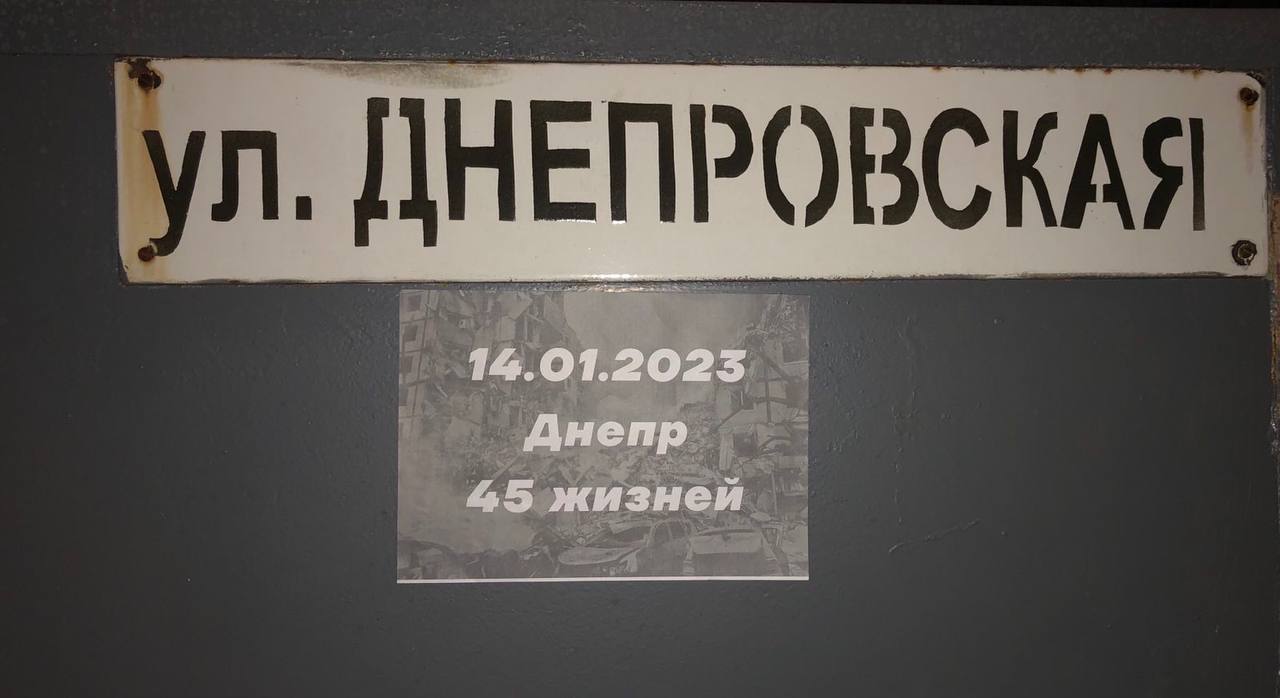 ул. ДНЕПРОВСКАЯ
14.01.2023
Днепр
45 жизней